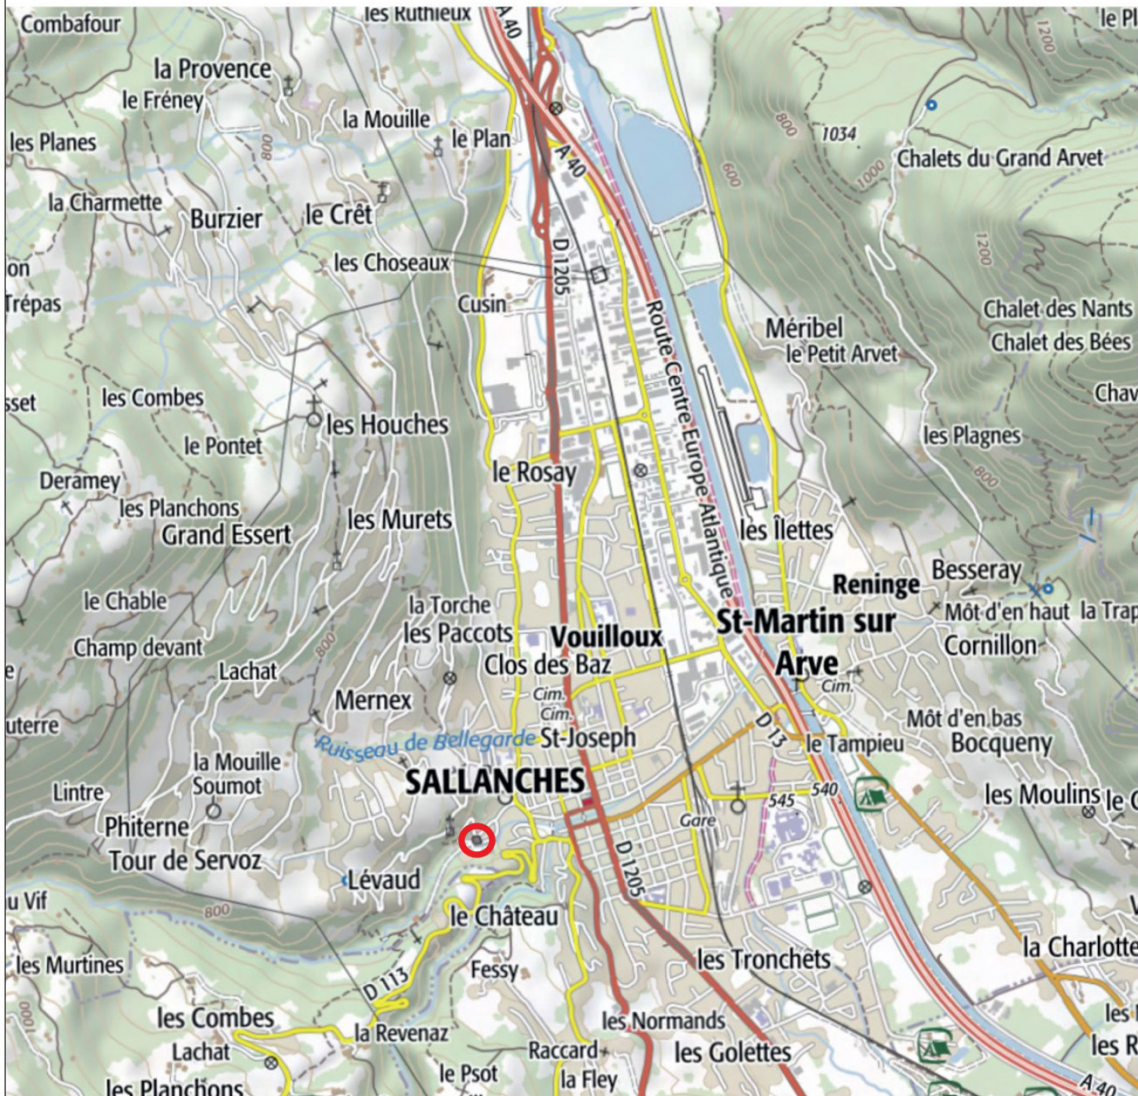 les Ruthieux
A 40
Combafour
la Provence
le Fréney
la Mouille
le Plan
les Planes
A 40
800
800
1034
1200
600
1000
Chalets du Grand Arvet
la Charmette
Burzier
le Crêt
les Choseaux
D 1205
1200
Trépas
Cusin
Route Centre Europe Atlantique
Méribel
le Petit Arvet
Chalet des Nants
Chalet des Bées
les Combes
les Houches
le Pontet
les Plagnes
le Rosay
800
Deramey
les Planchons
Grand Essert
les Murets
les Îlettes
Reninge
Besseray
le Chable
la Torche
les Paccots
Vouilloux
St-Martin sur
Arve
Môt d'en haut
la Trap
Cornillon
Champ devant
800
Lachat
Clos des Baz
Cim.
Cim.
Cim.
Mernex
Ruisseau de Bellegarde
St-Joseph
D 13
le Tampieu
Môt d'en bas
Bocqueny
la Mouille
Soumot
SALLANCHES
Lintre
545
540
les Moulins
Phiterne
Gare
Tour de Servoz
Lévaud
D 1205
800
le Château
les Murtines
Fessy
les Tronchets
la Charlotte
D 113
1000
les Combes
la Revenaz
les Normands
Lachat
Raccard
les Golettes
les Planchons
le Psot
la Fley
A 40